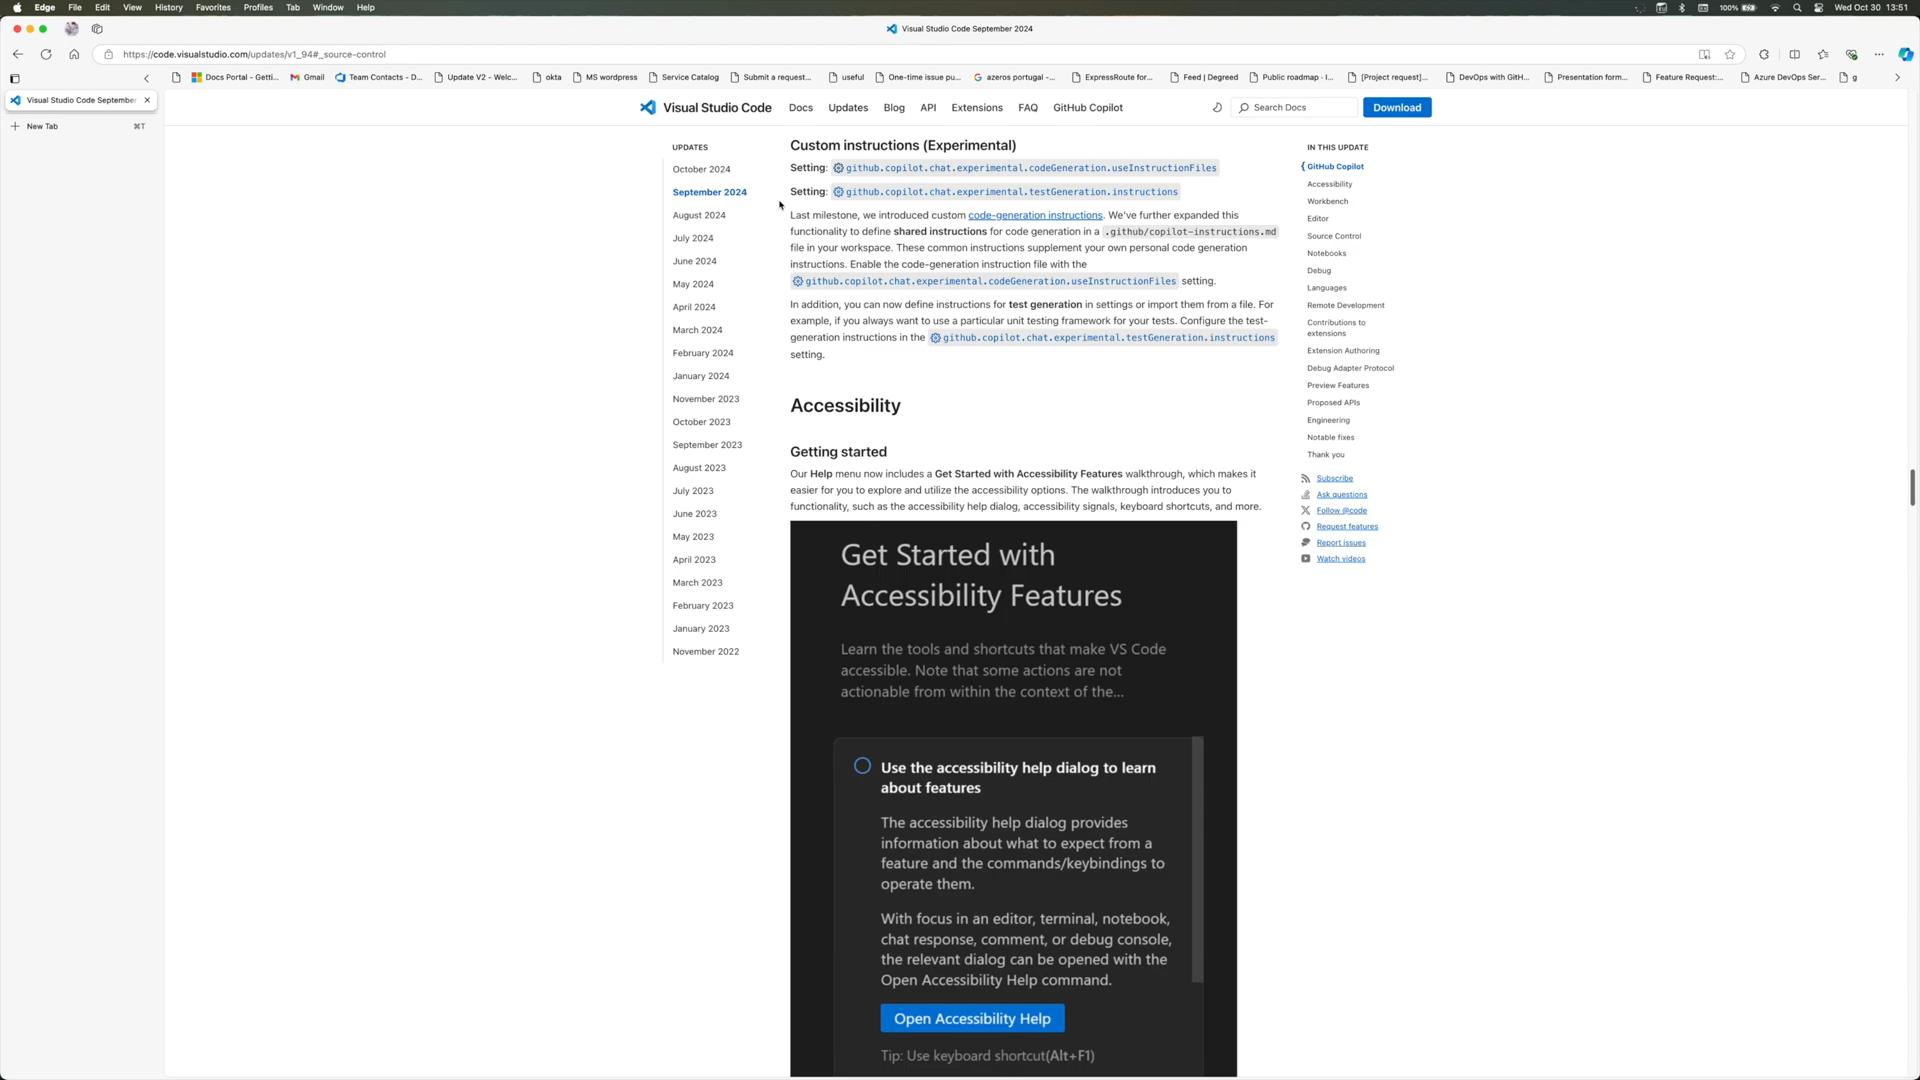 Edge File Edit View History Favorites Profiles Tab Window Help
100% Wed Oct 30 13:51
Visual Studio Code September 2024
https://code.visualstudio.com/updates/v1_94#_source-control
Docs Portal - Getti... Gmail Team Contacts - D... Update V2 - Welc... okta MS wordpress Service Catalog Submit a request... useful One-time issue pu... azeros portugal -... ExpressRoute for... Feed | Degreed Public roadmap · I... [Project request]... DevOps with GitH... Presentation form... Feature Request:... Azure DevOps Ser... g
Visual Studio Code September
New Tab ⌘T
Visual Studio Code Docs Updates Blog API Extensions FAQ GitHub Copilot Search Docs Download
UPDATES
October 2024
September 2024
August 2024
July 2024
June 2024
May 2024
April 2024
March 2024
February 2024
January 2024
November 2023
October 2023
September 2023
August 2023
July 2023
June 2023
May 2023
April 2023
March 2023
February 2023
January 2023
November 2022
Custom instructions (Experimental)
Setting: github.copilot.chat.experimental.codeGeneration.useInstructionFiles
Setting: github.copilot.chat.experimental.testGeneration.instructions
Last milestone, we introduced custom code-generation instructions. We've further expanded this
functionality to define shared instructions for code generation in a .github/copilot-instructions.md
file in your workspace. These common instructions supplement your own personal code generation
instructions. Enable the code-generation instruction file with the
github.copilot.chat.experimental.codeGeneration.useInstructionFiles setting.
In addition, you can now define instructions for test generation in settings or import them from a file. For
example, if you always want to use a particular unit testing framework for your tests. Configure the test-
generation instructions in the github.copilot.chat.experimental.testGeneration.instructions
setting.
Accessibility
Getting started
Our Help menu now includes a Get Started with Accessibility Features walkthrough, which makes it
easier for you to explore and utilize the accessibility options. The walkthrough introduces you to
functionality, such as the accessibility help dialog, accessibility signals, keyboard shortcuts, and more.
Get Started with
Accessibility Features
Learn the tools and shortcuts that make VS Code
accessible. Note that some actions are not
actionable from within the context of the...
Use the accessibility help dialog to learn
about features
The accessibility help dialog provides
information about what to expect from a
feature and the commands/keybindings to
operate them.
With focus in an editor, terminal, notebook,
chat response, comment, or debug console,
the relevant dialog can be opened with the
Open Accessibility Help command.
Open Accessibility Help
Tip: Use keyboard shortcut(Alt+F1)
IN THIS UPDATE
GitHub Copilot
Accessibility
Workbench
Editor
Source Control
Notebooks
Debug
Languages
Remote Development
Contributions to
extensions
Extension Authoring
Debug Adapter Protocol
Preview Features
Proposed APIs
Engineering
Notable fixes
Thank you
Subscribe
Ask questions
Follow @code
Request features
Report issues
Watch videos